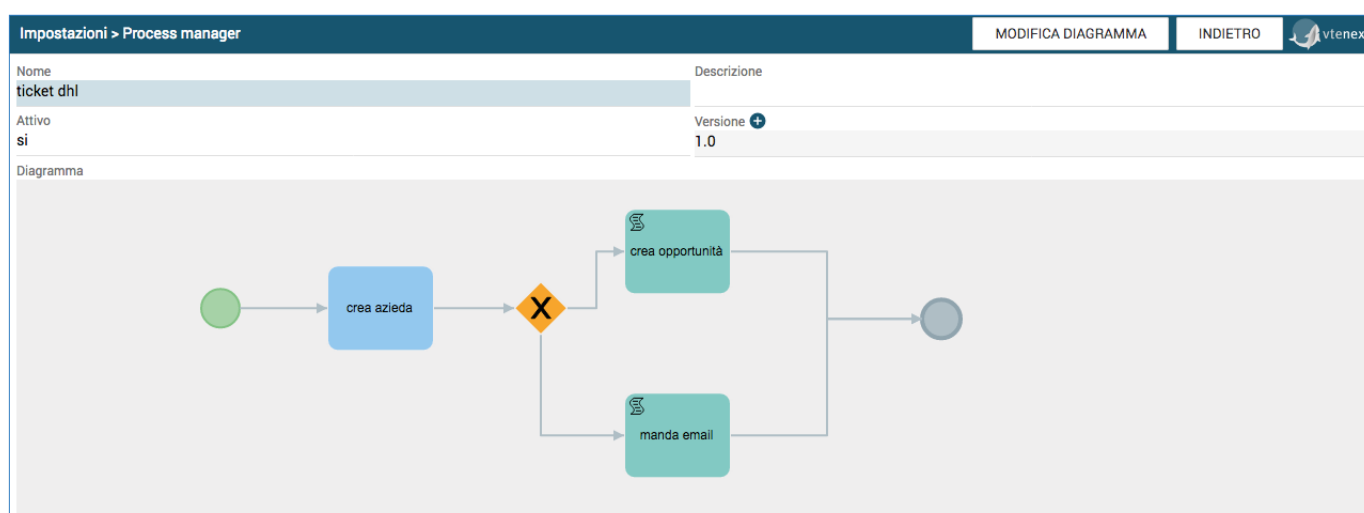 Impostazioni > Process manager
MODIFICA DIAGRAMMA
INDIETRO
vtenex
Nome
ticket dhl
Descrizione
Attivo
si
Versione
1.0
Diagramma
crea opportunità
crea azieda
X
manda email